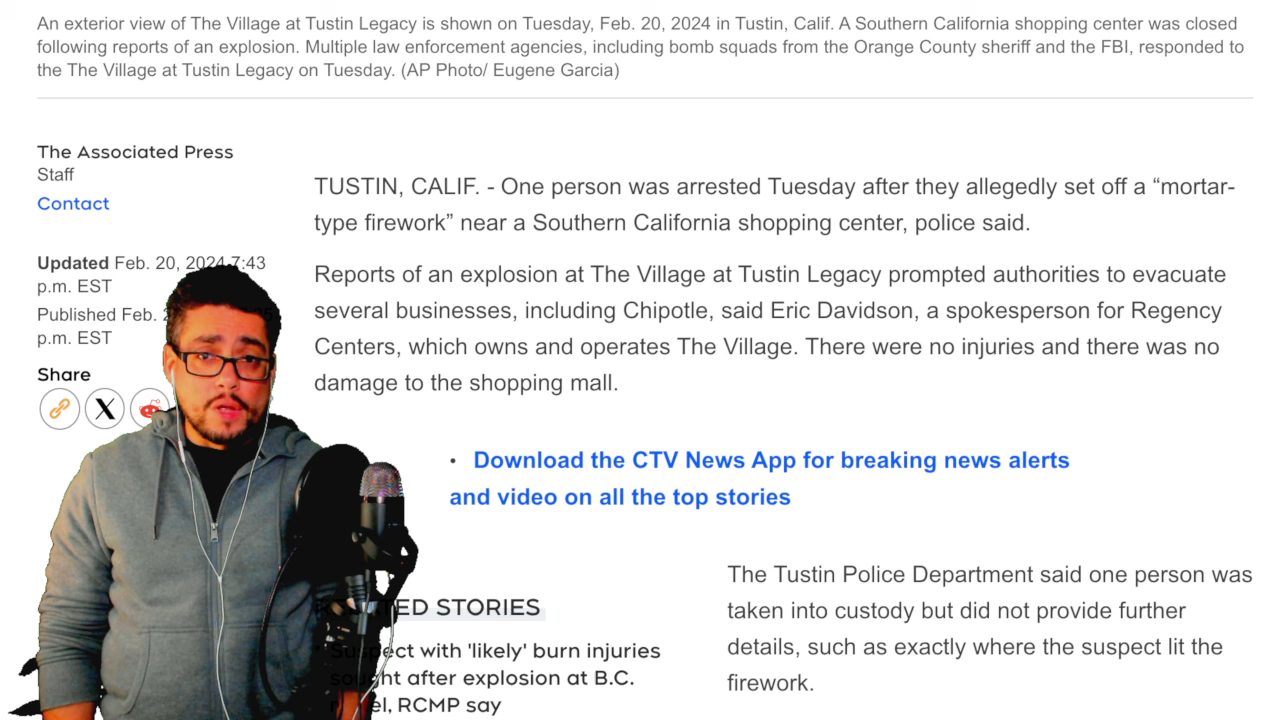 An exterior view of The Village at Tustin Legacy is shown on Tuesday, Feb. 20, 2024 in Tustin, Calif. A Southern California shopping center was closed
following reports of an explosion. Multiple law enforcement agencies, including bomb squads from the Orange County sheriff and the FBI, responded to
the The Village at Tustin Legacy on Tuesday. (AP Photo/ Eugene Garcia)
The Associated Press
Staff
Contact
Updated Feb. 20, 2024 7:43
p.m. EST
Published Feb.
p.m. EST
Share
TUSTIN, CALIF. - One person was arrested Tuesday after they allegedly set off a “mortar-
type firework” near a Southern California shopping center, police said.
Reports of an explosion at The Village at Tustin Legacy prompted authorities to evacuate
several businesses, including Chipotle, said Eric Davidson, a spokesperson for Regency
Centers, which owns and operates The Village. There were no injuries and there was no
damage to the shopping mall.
• Download the CTV News App for breaking news alerts
and video on all the top stories
STORIES
Suspect with 'likely' burn injuries
sought after explosion at B.C.
RCMP say
The Tustin Police Department said one person was
taken into custody but did not provide further
details, such as exactly where the suspect lit the
firework.